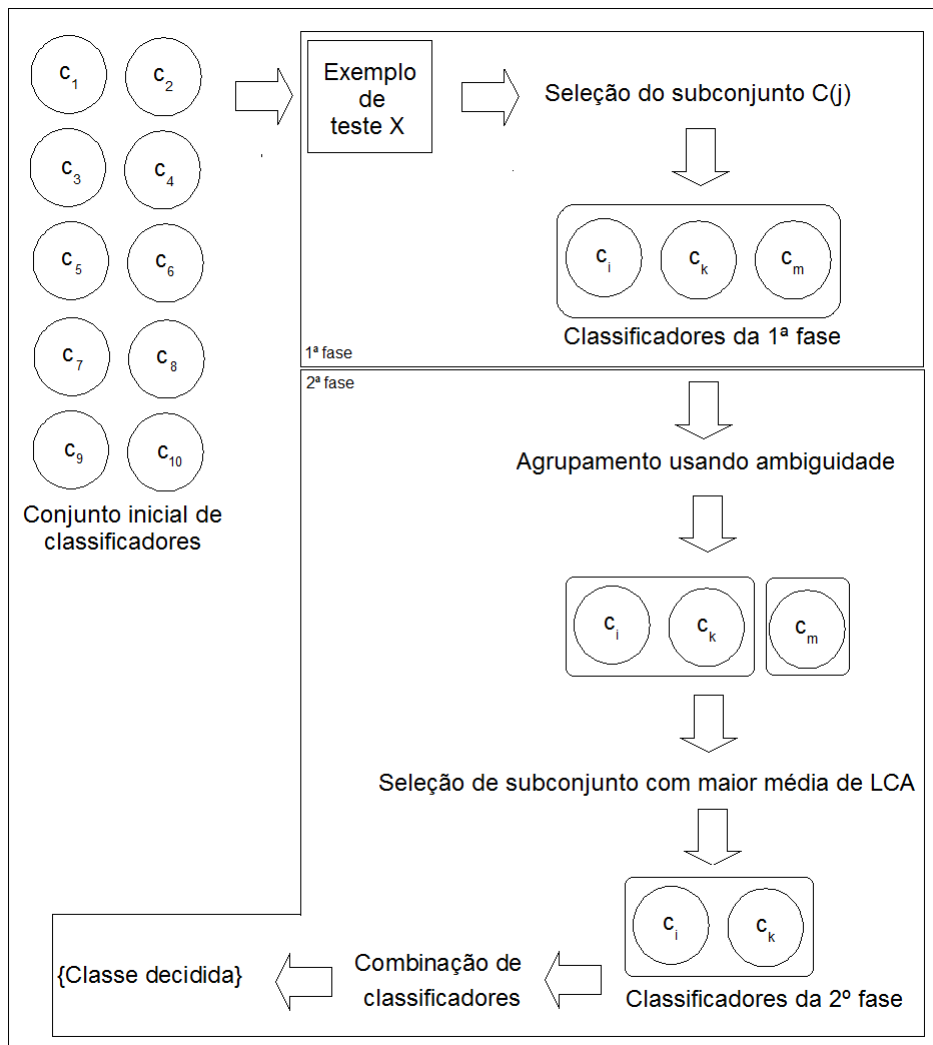 c1 c2
c3 c4
c5 c6
c7 c8
c9 c10
Conjunto inicial de
classificadores
Exemplo
de
teste X
Seleção do subconjunto C(j)
ci ck cm
Classificadores da 1ª fase
1ª fase
2ª fase
Agrupamento usando ambiguidade
ci ck cm
Seleção de subconjunto com maior média de LCA
ci ck
Classificadores da 2º fase
Combinação de
classificadores
{Classe decidida}